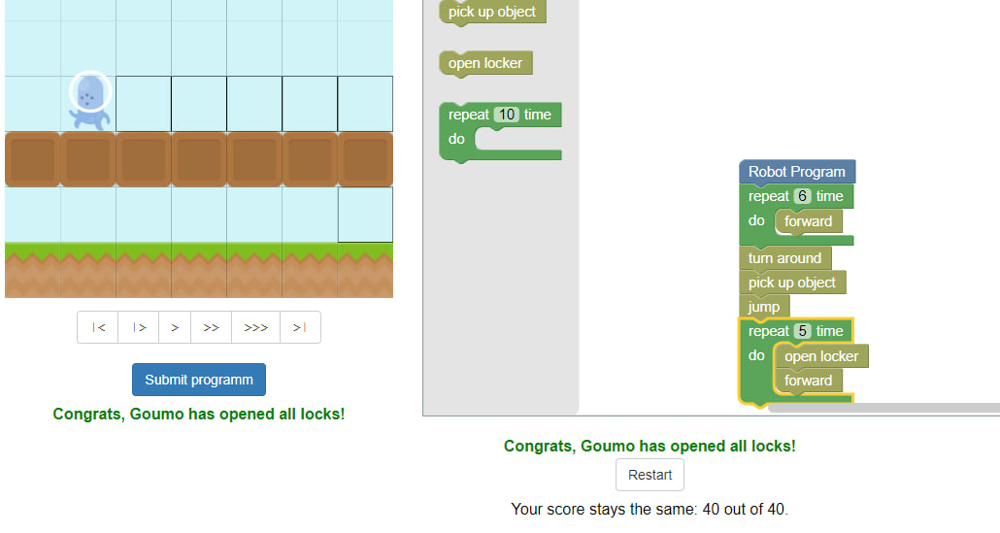 pick up object
open locker
repeat 10 time
do
Robot Program
repeat 6 time
do forward
turn around
pick up object
jump
repeat 5 time
do open locker
forward
|< |> > >> >>> >|
Submit programm
Congrats, Goumo has opened all locks!
Congrats, Goumo has opened all locks!
Restart
Your score stays the same: 40 out of 40.